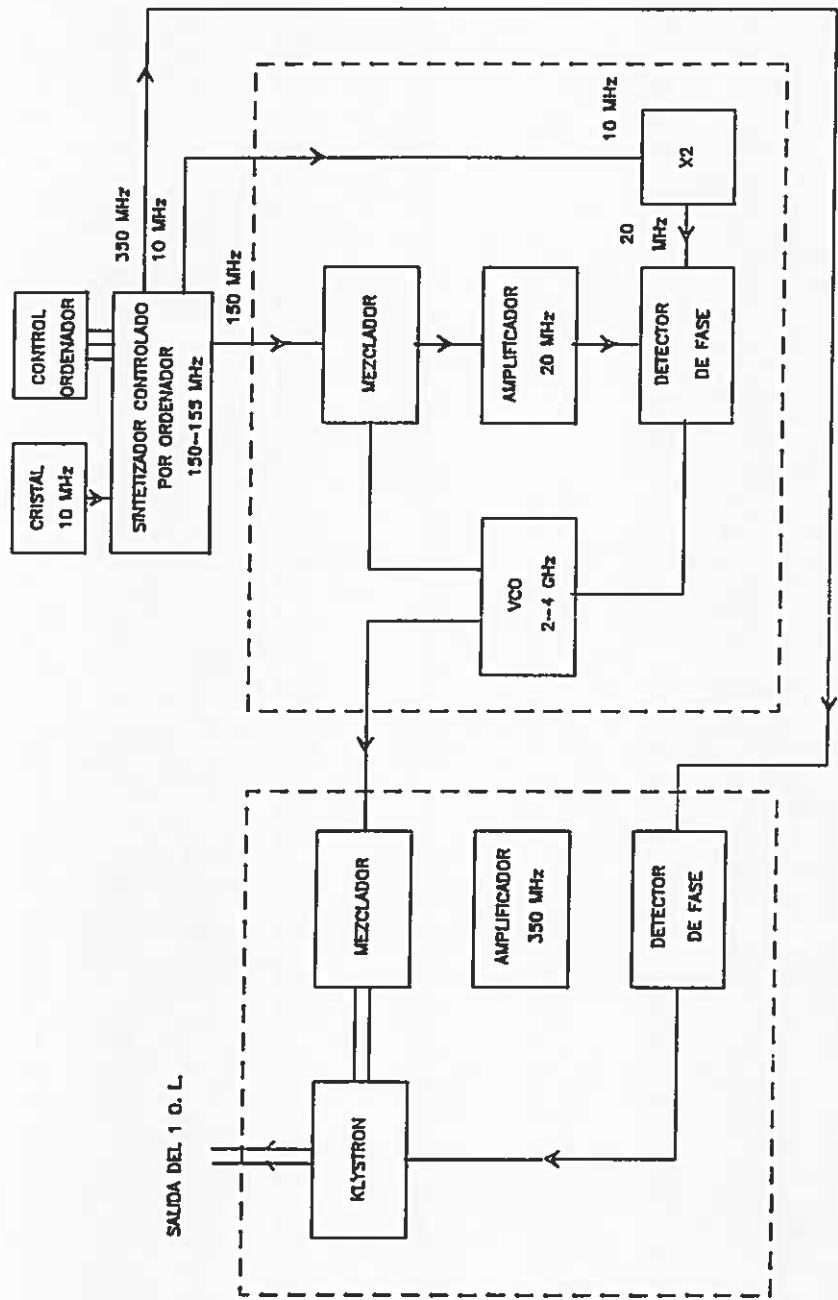 CRISTAL
10 MHz
CONTROL
ORDENADOR
SINTETIZADOR CONTROLADO
POR ORDENADOR
150-155 MHz
350 MHz
10 MHz
150 MHz
10 MHz
X2
20
MHz
MEZCLADOR
AMPLIFICADOR
20 MHz
DETECTOR
DE FASE
VCO
2-4 GHz
MEZCLADOR
AMPLIFICADOR
350 MHz
DETECTOR
DE FASE
KLYSTRON
SALIDA DEL 1 O. L.